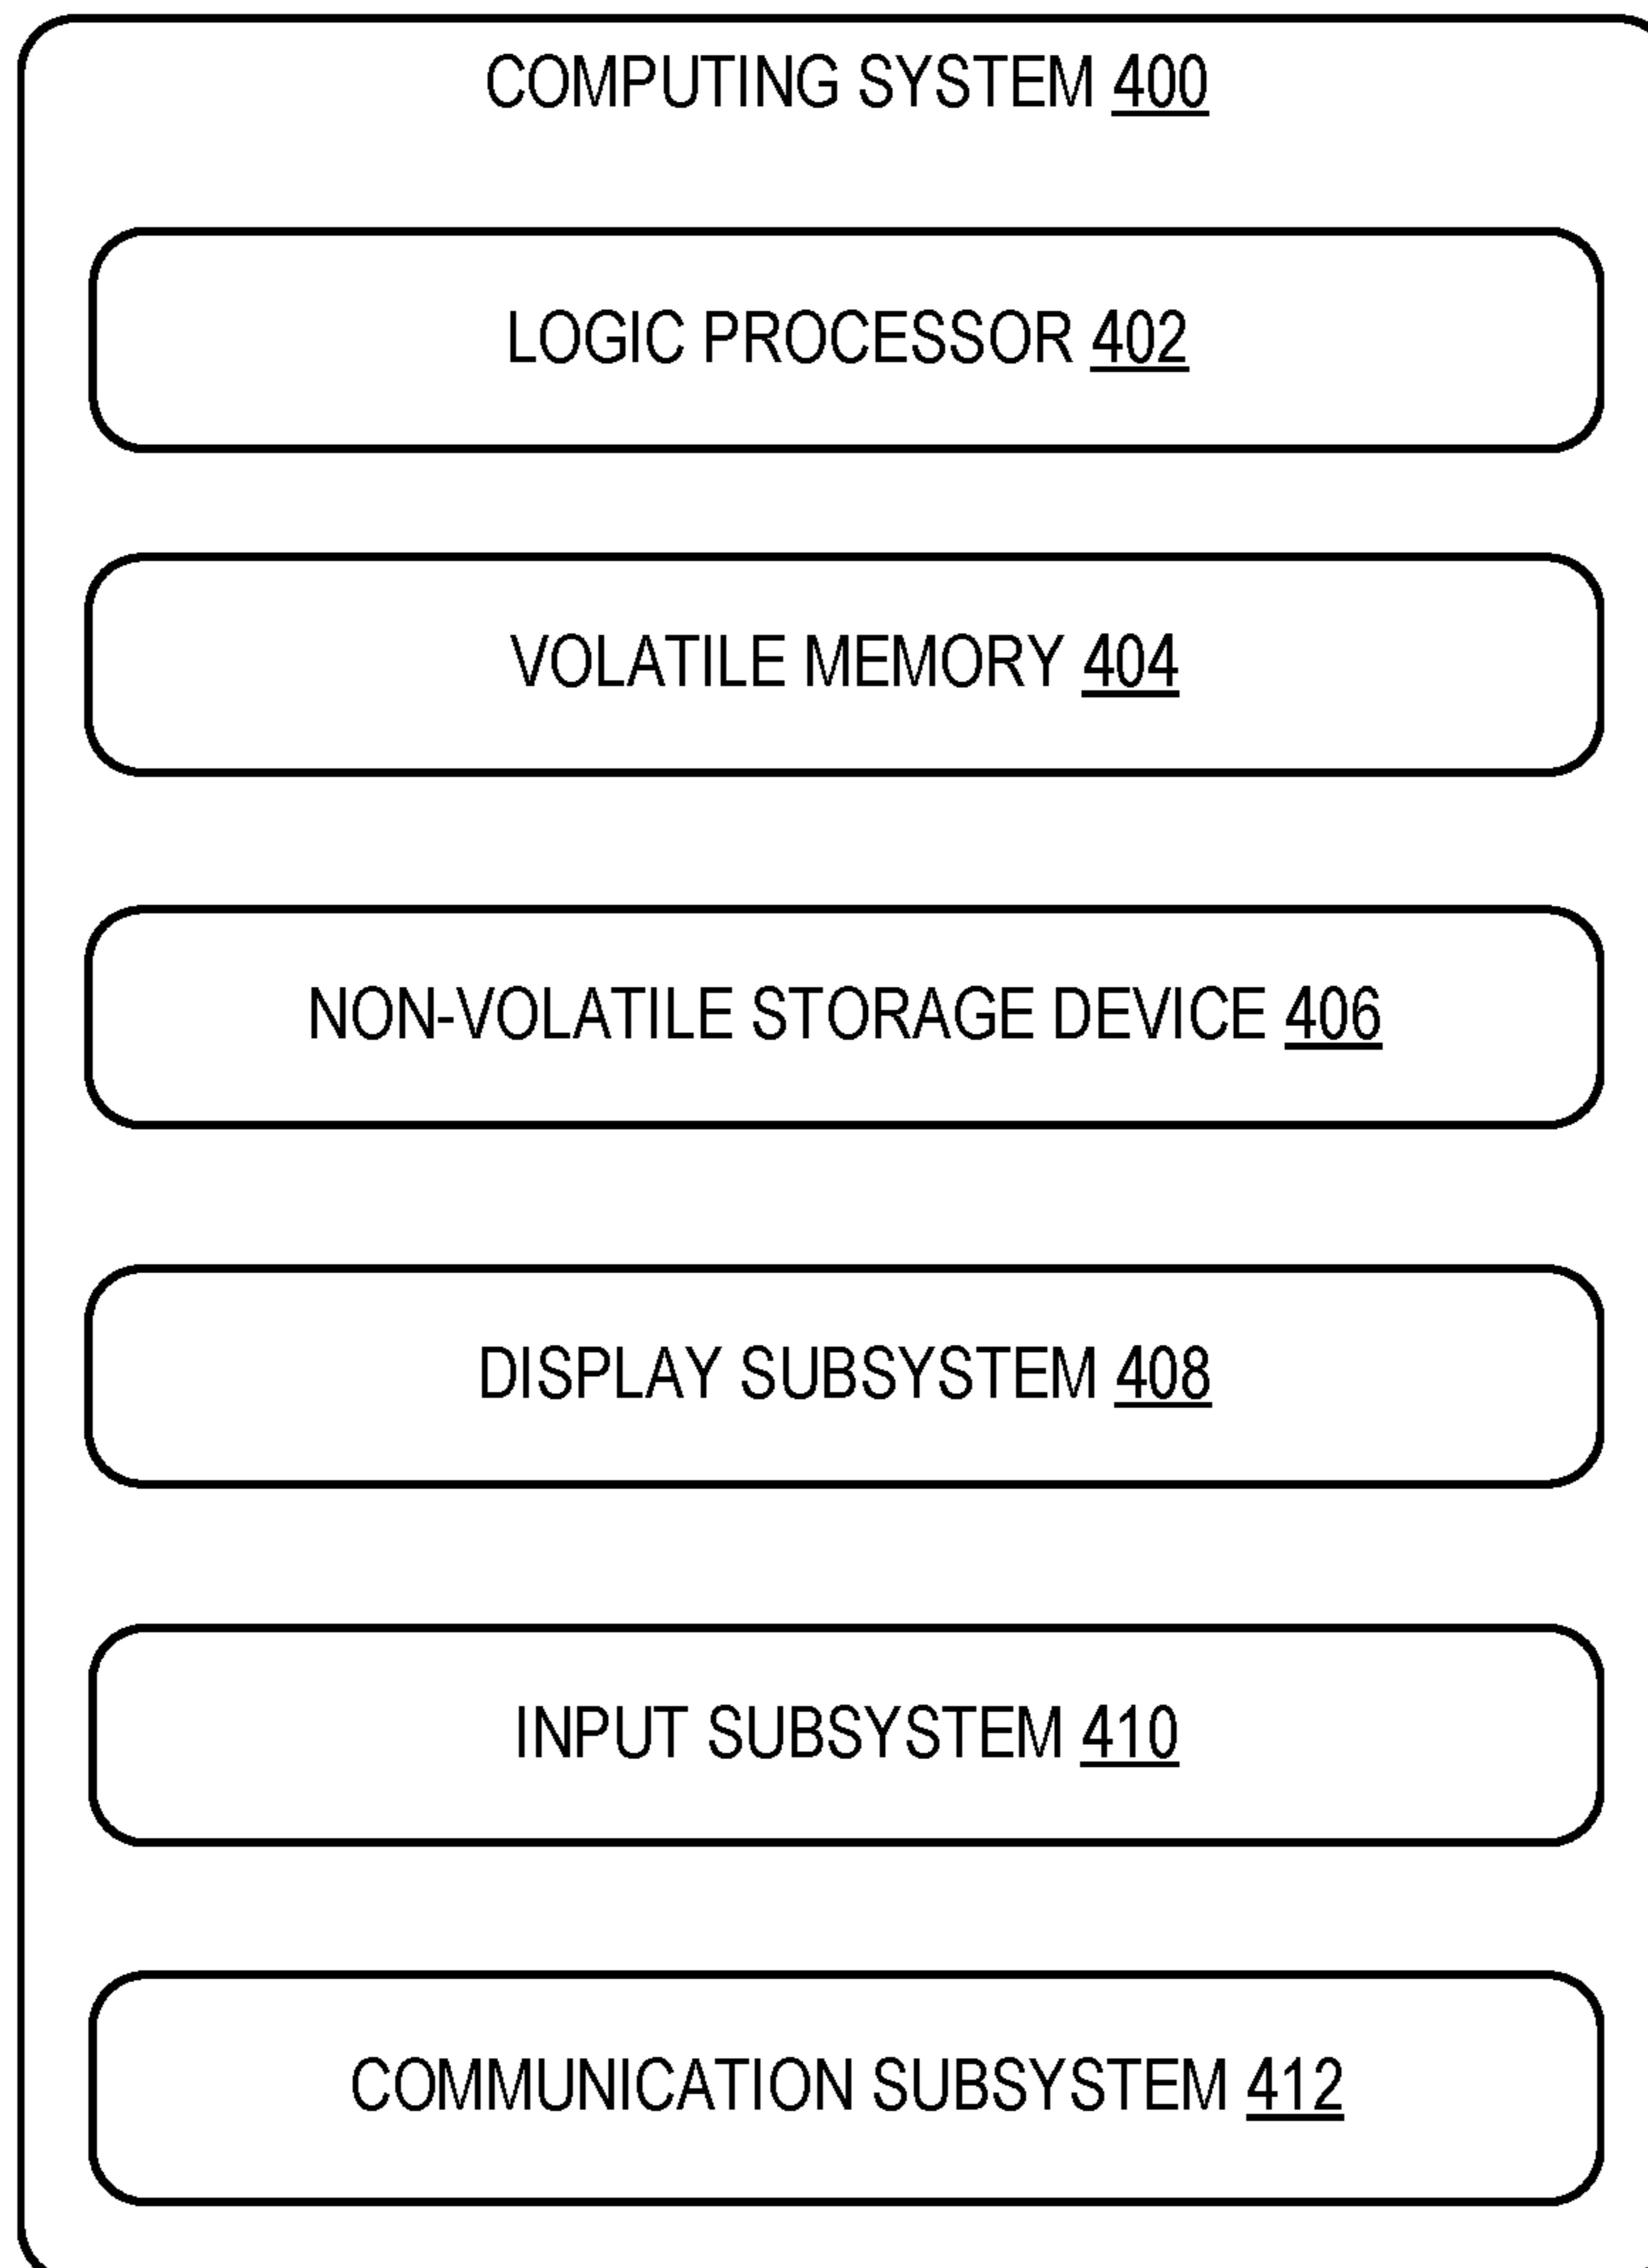 COMPUTING SYSTEM 400
LOGIC PROCESSOR 402
VOLATILE MEMORY 404
NON-VOLATILE STORAGE DEVICE 406
DISPLAY SUBSYSTEM 408
INPUT SUBSYSTEM 410
COMMUNICATION SUBSYSTEM 412